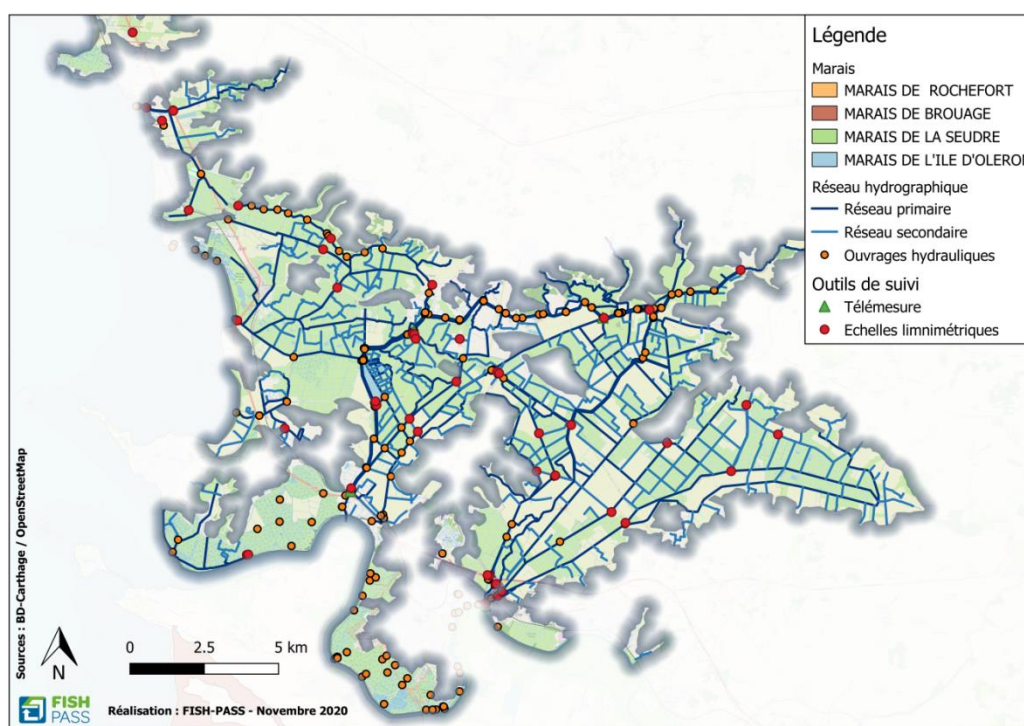 Légende
Marais
MARAIS DE ROCHEFORT
MARAIS DE BROUAGE
MARAIS DE LA SEUDRE
MARAIS DE L'ILE D'OLERO
Réseau hydrographique
Réseau primaire
Réseau secondaire
Ouvrages hydrauliques
Outils de suivi
Télémesure
Echelles limnimétriques
Sources : BD-Carthage / OpenStreetMap
N
0 2.5 5 km
FISH
PASS
Réalisation : FISH-PASS - Novembre 2020